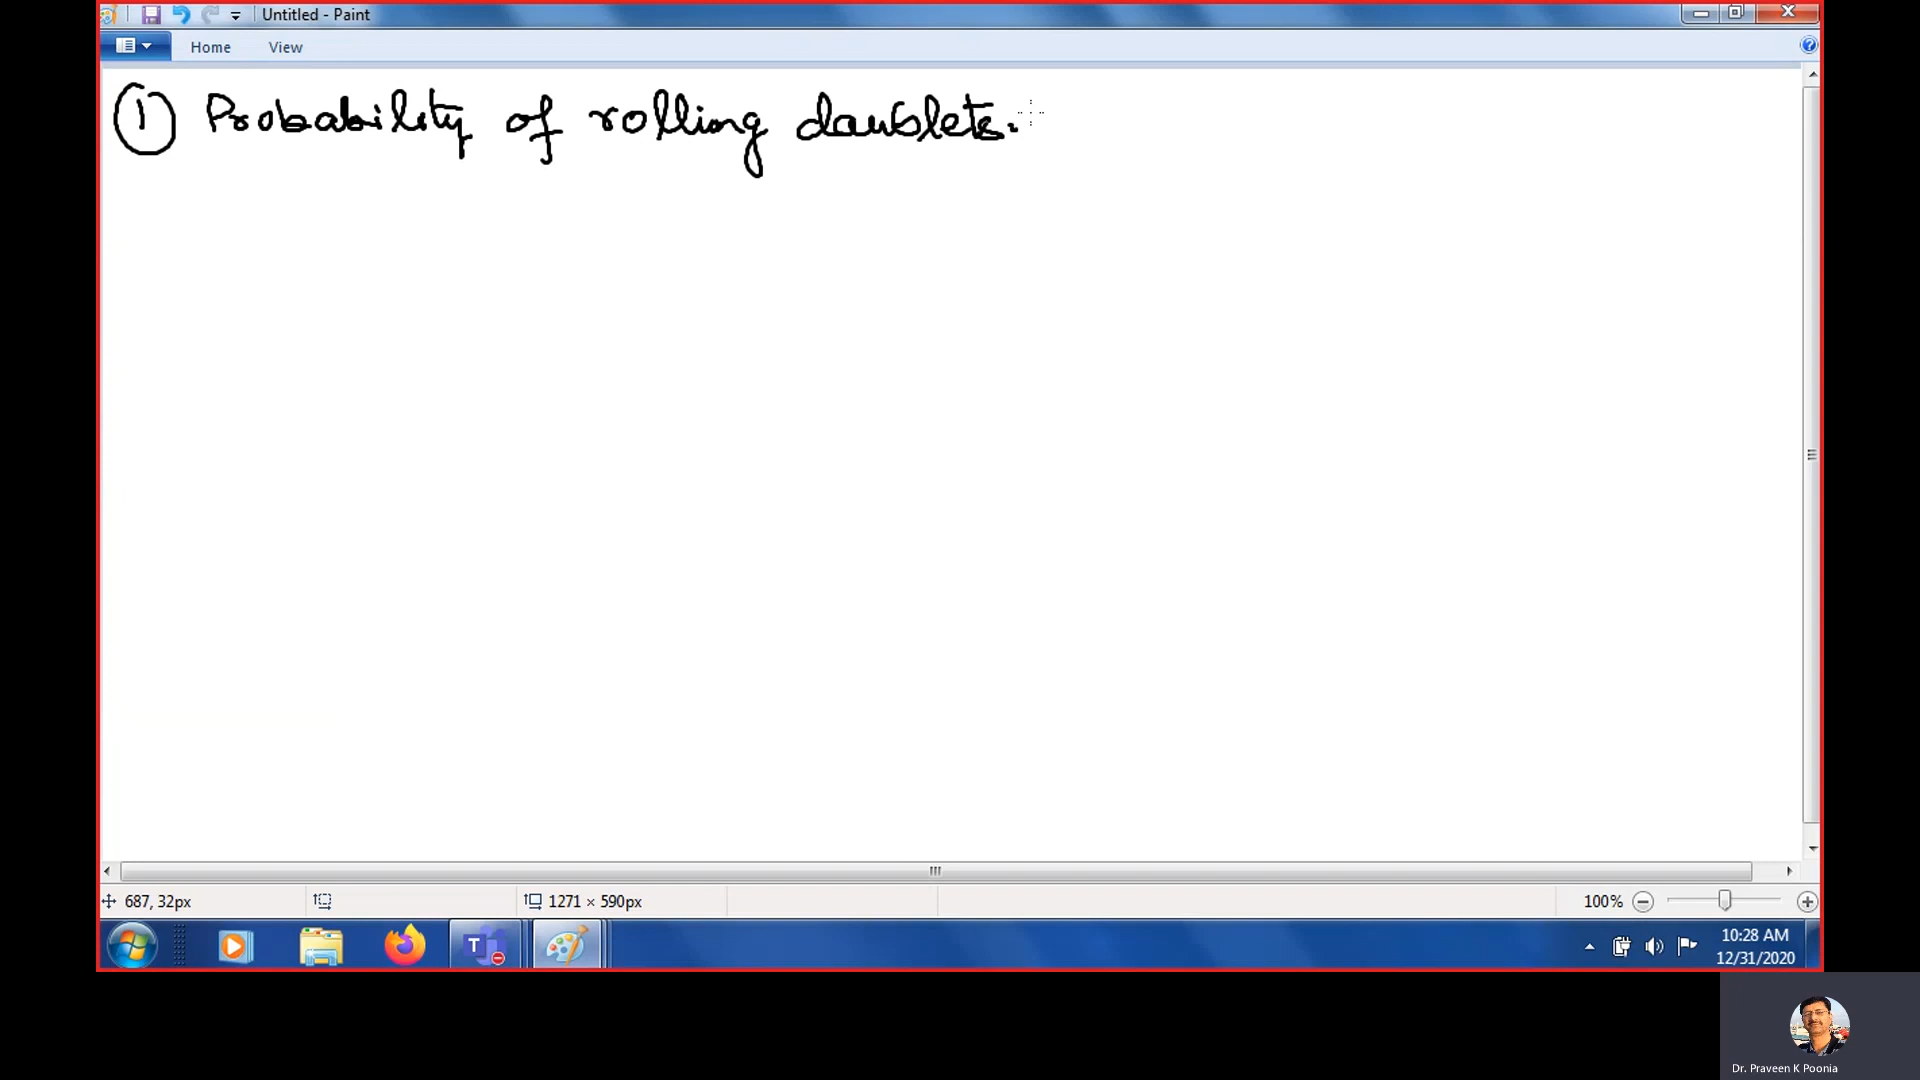 Untitled - Paint
Home View
① Probability of rolling doublets.
687, 32px 1271 × 590px 100%
T 10:28 AM
12/31/2020
Dr. Praveen K Poonia